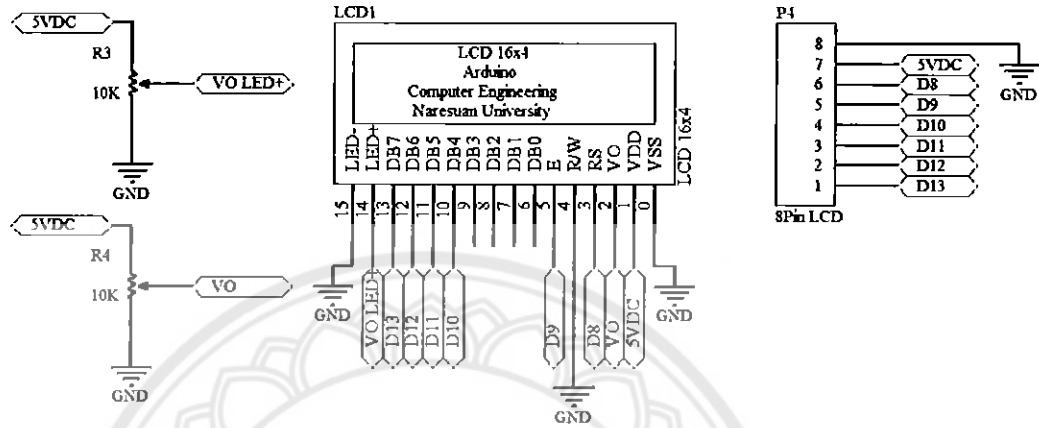 5VDC
R3
10K
VO LED+
GND
5VDC
R4
10K
VO
GND
LCD1
LCD 16x4
Arduino
Computer Engineering
Naresuan University
LED-
LED+
DB7
DB6
DB5
DB4
DB3
DB2
DB1
DB0
E
R/W
RS
VO
VDD
VSS
LCD 16x4
15
14
13
12
11
10
9
8
7
6
5
4
3
2
1
0
GND
VO LED+
D13
D12
D11
D10
D9
GND
D8
VO
5VDC
GND
P4
8
7 5VDC
6 D8
5 D9
4 D10
3 D11
2 D12
1 D13
GND
8Pin LCD